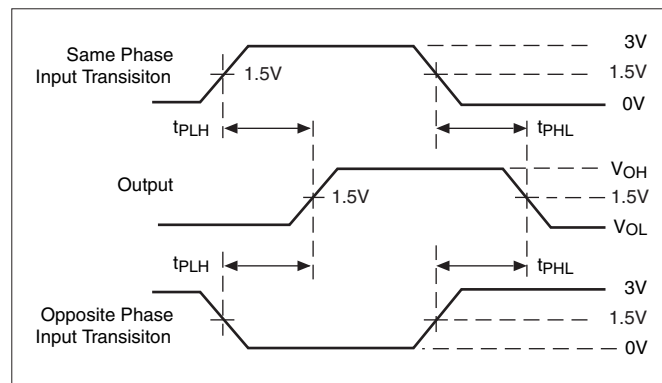 Same Phase
Input Transisiton
3V
1.5V
1.5V
0V
tPLH
tPHL
Output
VOH
1.5V
1.5V
VOL
tPLH
tPHL
Opposite Phase
Input Transisiton
3V
1.5V
0V